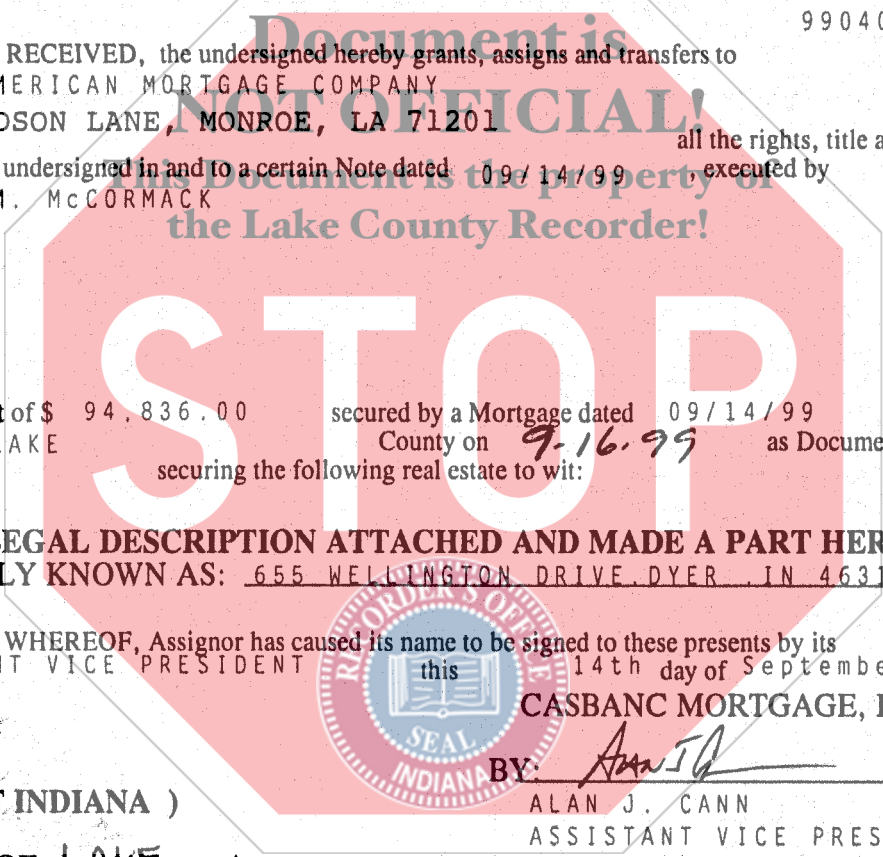 99040
Document is
RECEIVED, the undersigned hereby grants, assigns and transfers to
MERICAN MORTGAGE COMPANY
NOT OFFICIAL!
DSON LANE, MONROE, LA 71201
all the rights, title a
undersigned in and to a certain Note dated 09/14/99 , executed by
This Document is the property of
M. McCORMACK
the Lake County Recorder!
STOP
t of $ 94,836.00 secured by a Mortgage dated 09/14/99
LAKE County on 9-16-99 as Docume
securing the following real estate to wit:
LEGAL DESCRIPTION ATTACHED AND MADE A PART HER
LY KNOWN AS: 655 WELLINGTON DRIVE.DYER , IN 4631
WHEREOF, Assignor has caused its name to be signed to these presents by its
NT VICE PRESIDENT this 14th day of Septembe
CASBANC MORTGAGE, I
RECORDER'S OFFICE
SEAL
INDIANA
BY:
F INDIANA )
ALAN J. CANN
ASSISTANT VICE PRES
LAKE